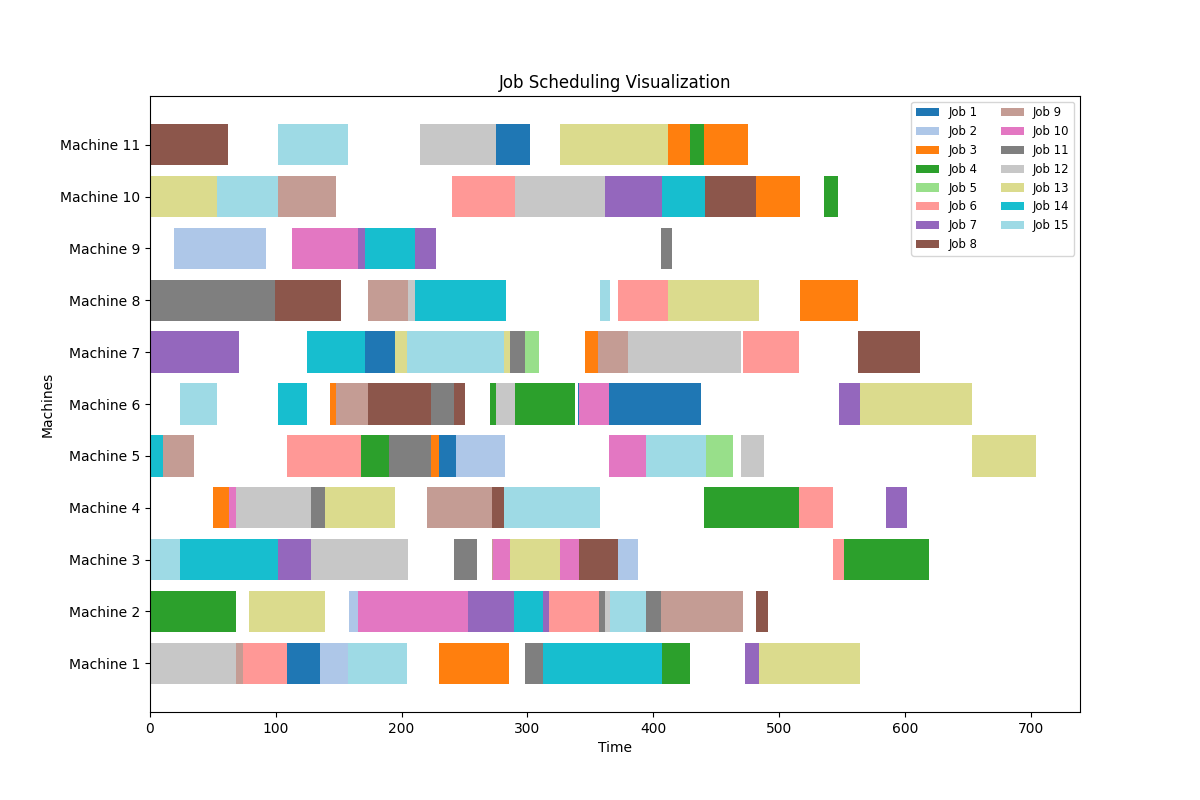 Job Scheduling Visualization
Machine 11
Machine 10
Machine 9
Machine 8
Machine 7
Machine 6
Machine 5
Machine 4
Machine 3
Machine 2
Machine 1
Machines
0 100 200 300 400 500 600 700
Time
Job 1
Job 2
Job 3
Job 4
Job 5
Job 6
Job 7
Job 8
Job 9
Job 10
Job 11
Job 12
Job 13
Job 14
Job 15